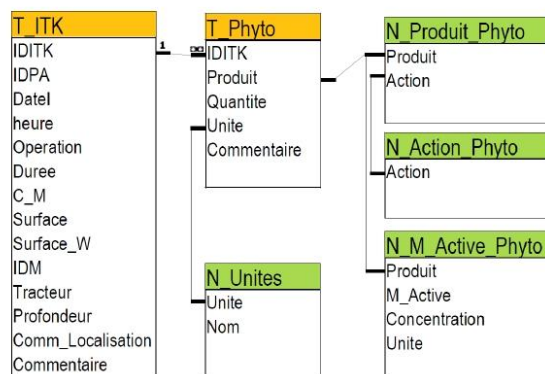 T_ITK
IDITK
IDPA
DateI
heure
Operation
Duree
C_M
Surface
Surface_W
IDM
Tracteur
Profondeur
Comm_Localisation
Commentaire
1
∞
T_Phyto
IDITK
Produit
Quantite
Unite
Commentaire
N_Unites
Unite
Nom
N_Produit_Phyto
Produit
Action
N_Action_Phyto
Action
N_M_Active_Phyto
Produit
M_Active
Concentration
Unite